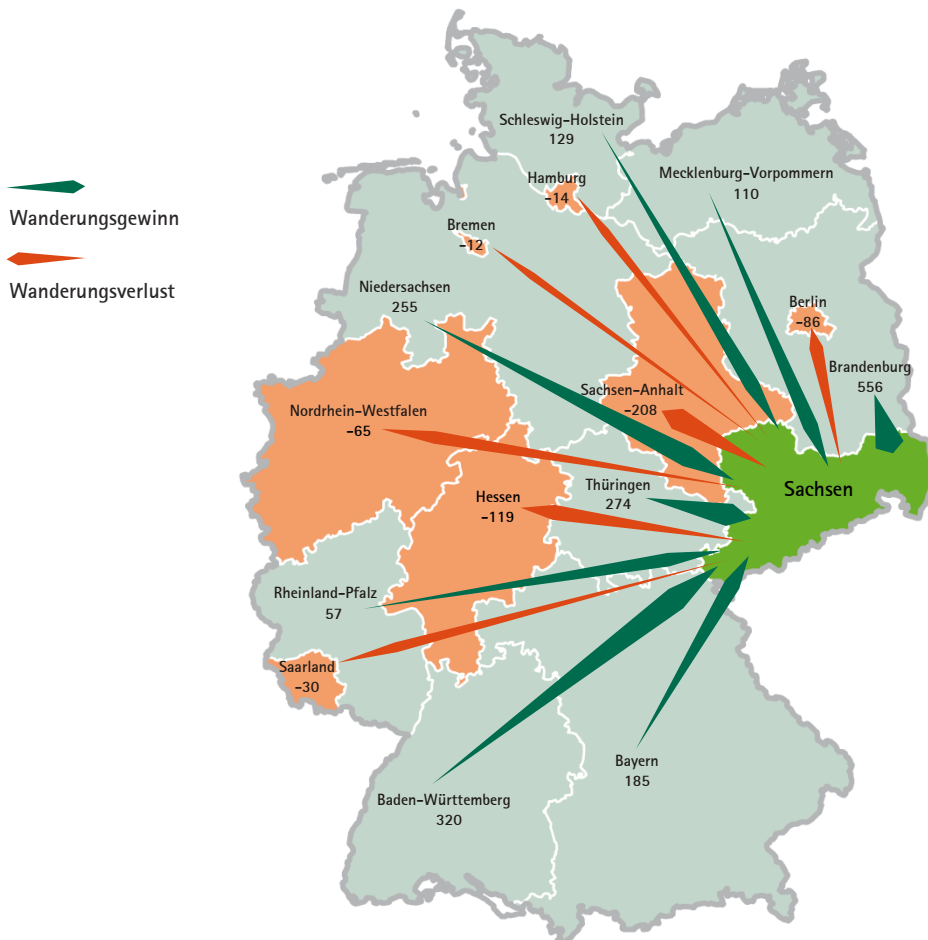 Schleswig-Holstein
129
Mecklenburg-Vorpommern
110
Hamburg
-14
Wanderungsgewinn
Bremen
-12
Wanderungsverlust
Niedersachsen
255
Berlin
-86
Brandenburg
556
Sachsen-Anhalt
-208
Nordrhein-Westfalen
-65
Sachsen
Thüringen
274
Hessen
-119
Rheinland-Pfalz
57
Saarland
-30
Bayern
185
Baden-Württemberg
320